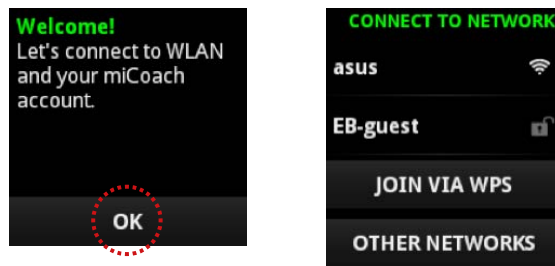 Welcome!
Let's connect to WLAN
and your miCoach
account.
OK
CONNECT TO NETWORK
asus
EB-guest
JOIN VIA WPS
OTHER NETWORKS